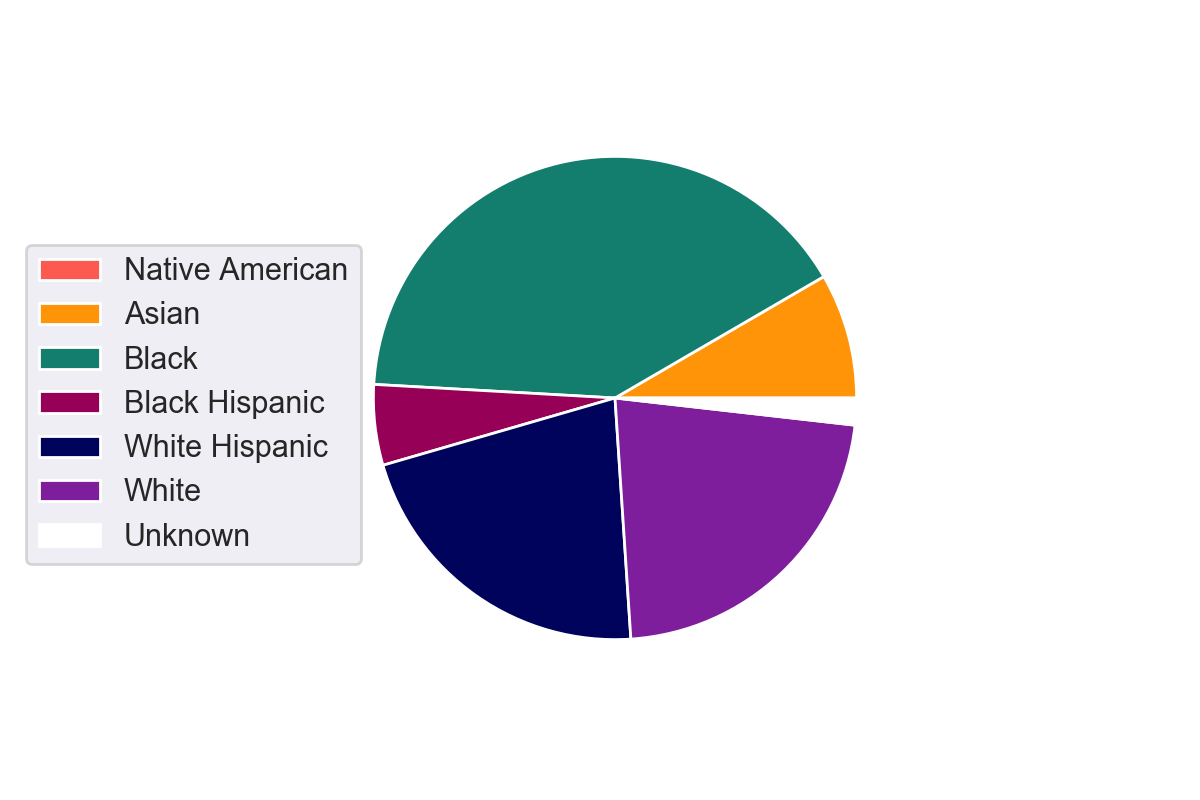 Native American
Asian
Black
Black Hispanic
White Hispanic
White
Unknown